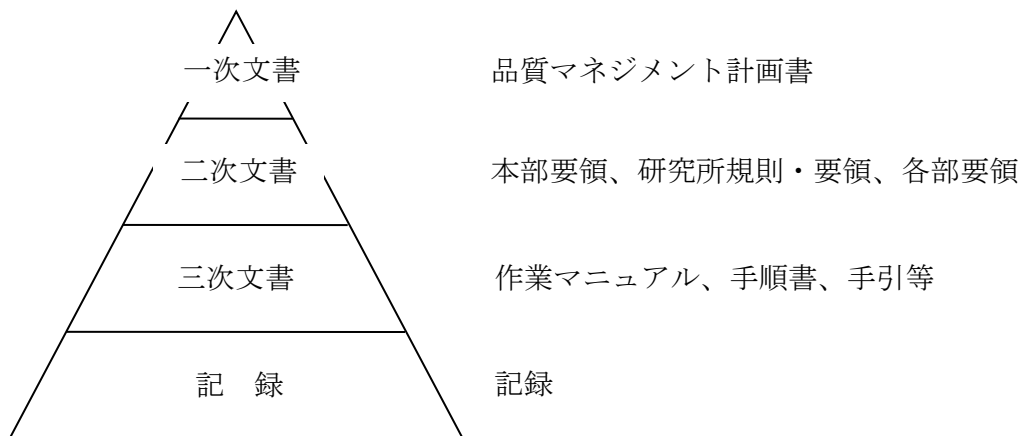 一次文書 品質マネジメント計画書
二次文書 本部要領、研究所規則・要領、各部要領
三次文書 作業マニュアル、手順書、手引等
記　録 記録